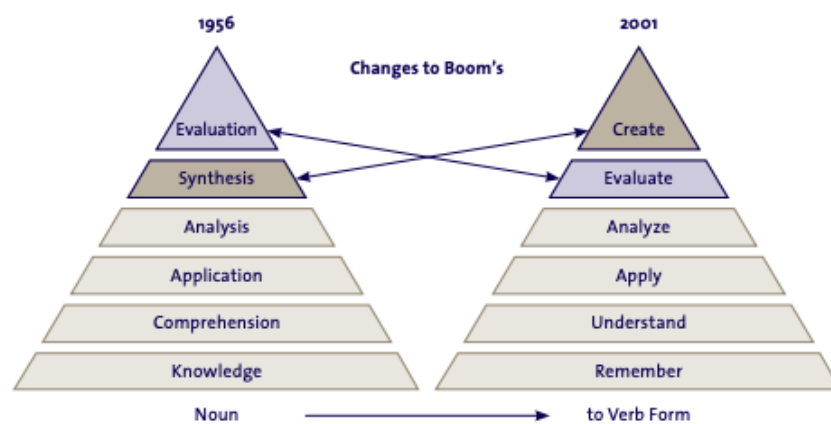 1956
2001
Changes to Boom's
Evaluation
Create
Synthesis
Evaluate
Analysis
Analyze
Application
Apply
Comprehension
Understand
Knowledge
Remember
Noun
to Verb Form